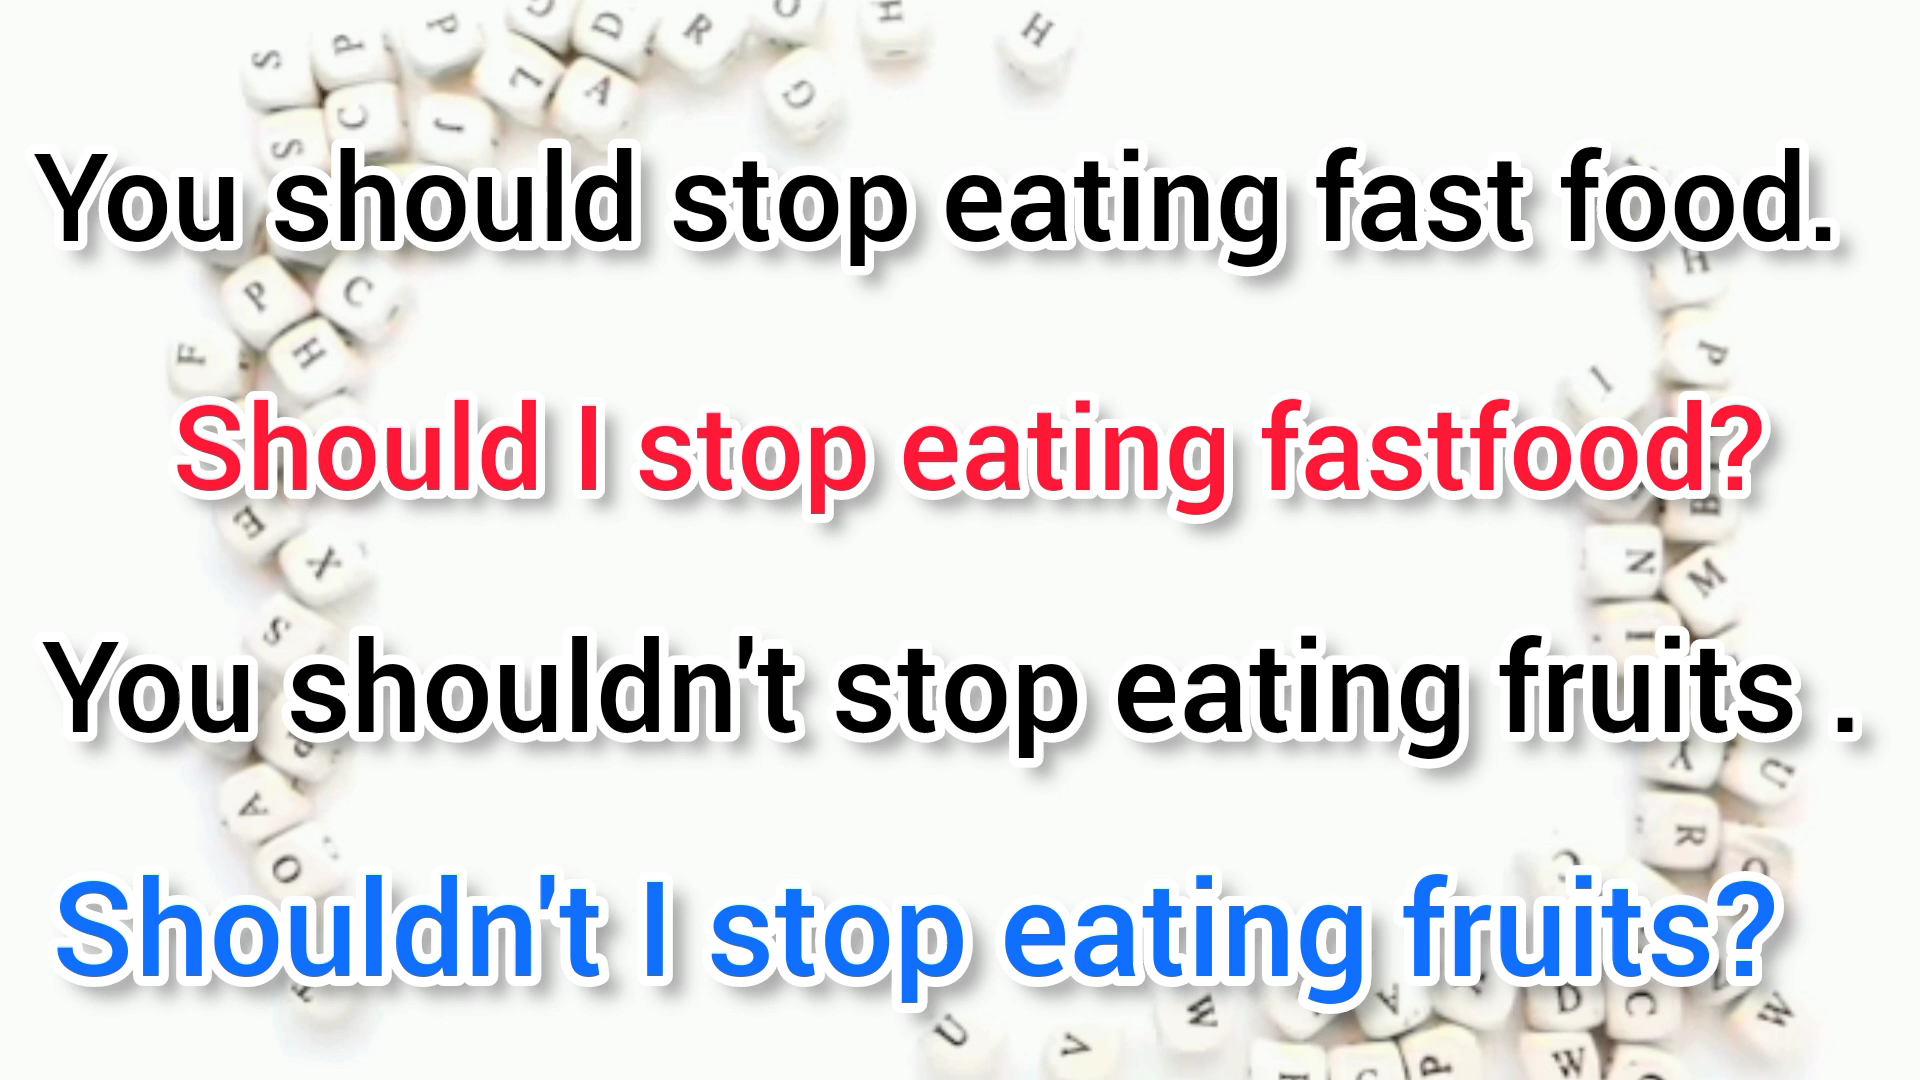 You should stop eating fast food.
Should I stop eating fastfood?
You shouldn't stop eating fruits .
Shouldn't I stop eating fruits?